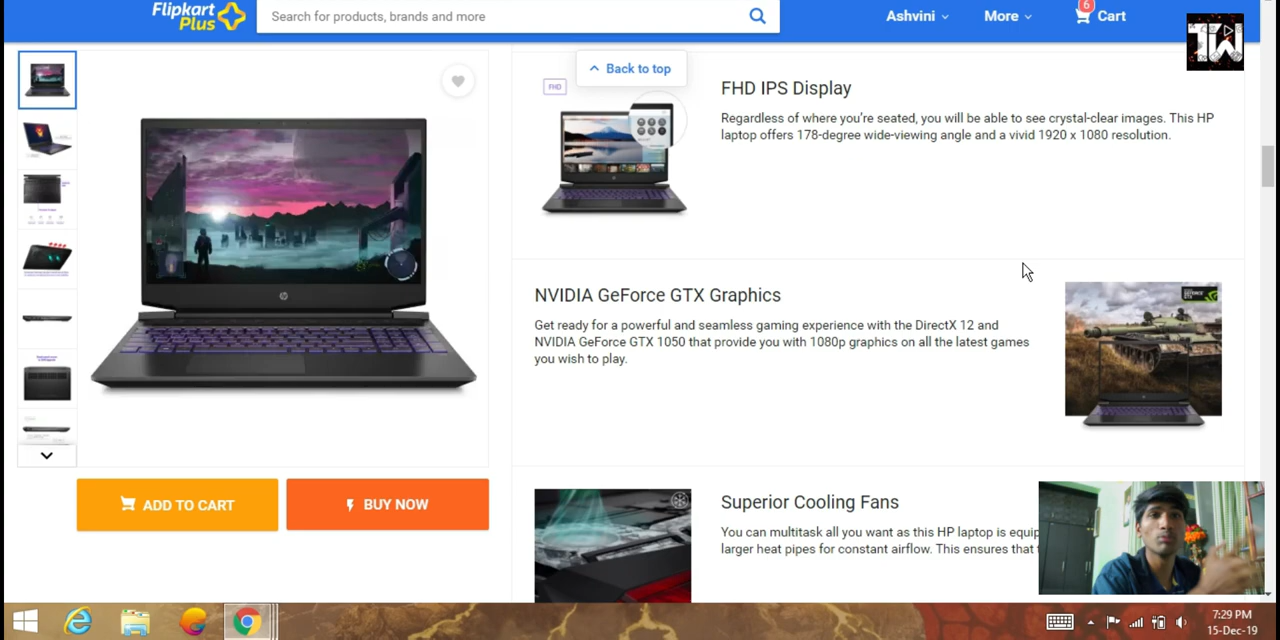 Flipkart
Plus
Search for products, brands and more
Ashvini
More
6
Cart
TW
Back to top
FHD
FHD IPS Display
Regardless of where you're seated, you will be able to see crystal-clear images. This HP
laptop offers 178-degree wide-viewing angle and a vivid 1920 x 1080 resolution.
NVIDIA GeForce GTX Graphics
Get ready for a powerful and seamless gaming experience with the DirectX 12 and
NVIDIA GeForce GTX 1050 that provide you with 1080p graphics on all the latest games
you wish to play.
ADD TO CART
BUY NOW
Superior Cooling Fans
You can multitask all you want as this HP laptop is equip
larger heat pipes for constant airflow. This ensures that
7:29 PM
15-Dec-19